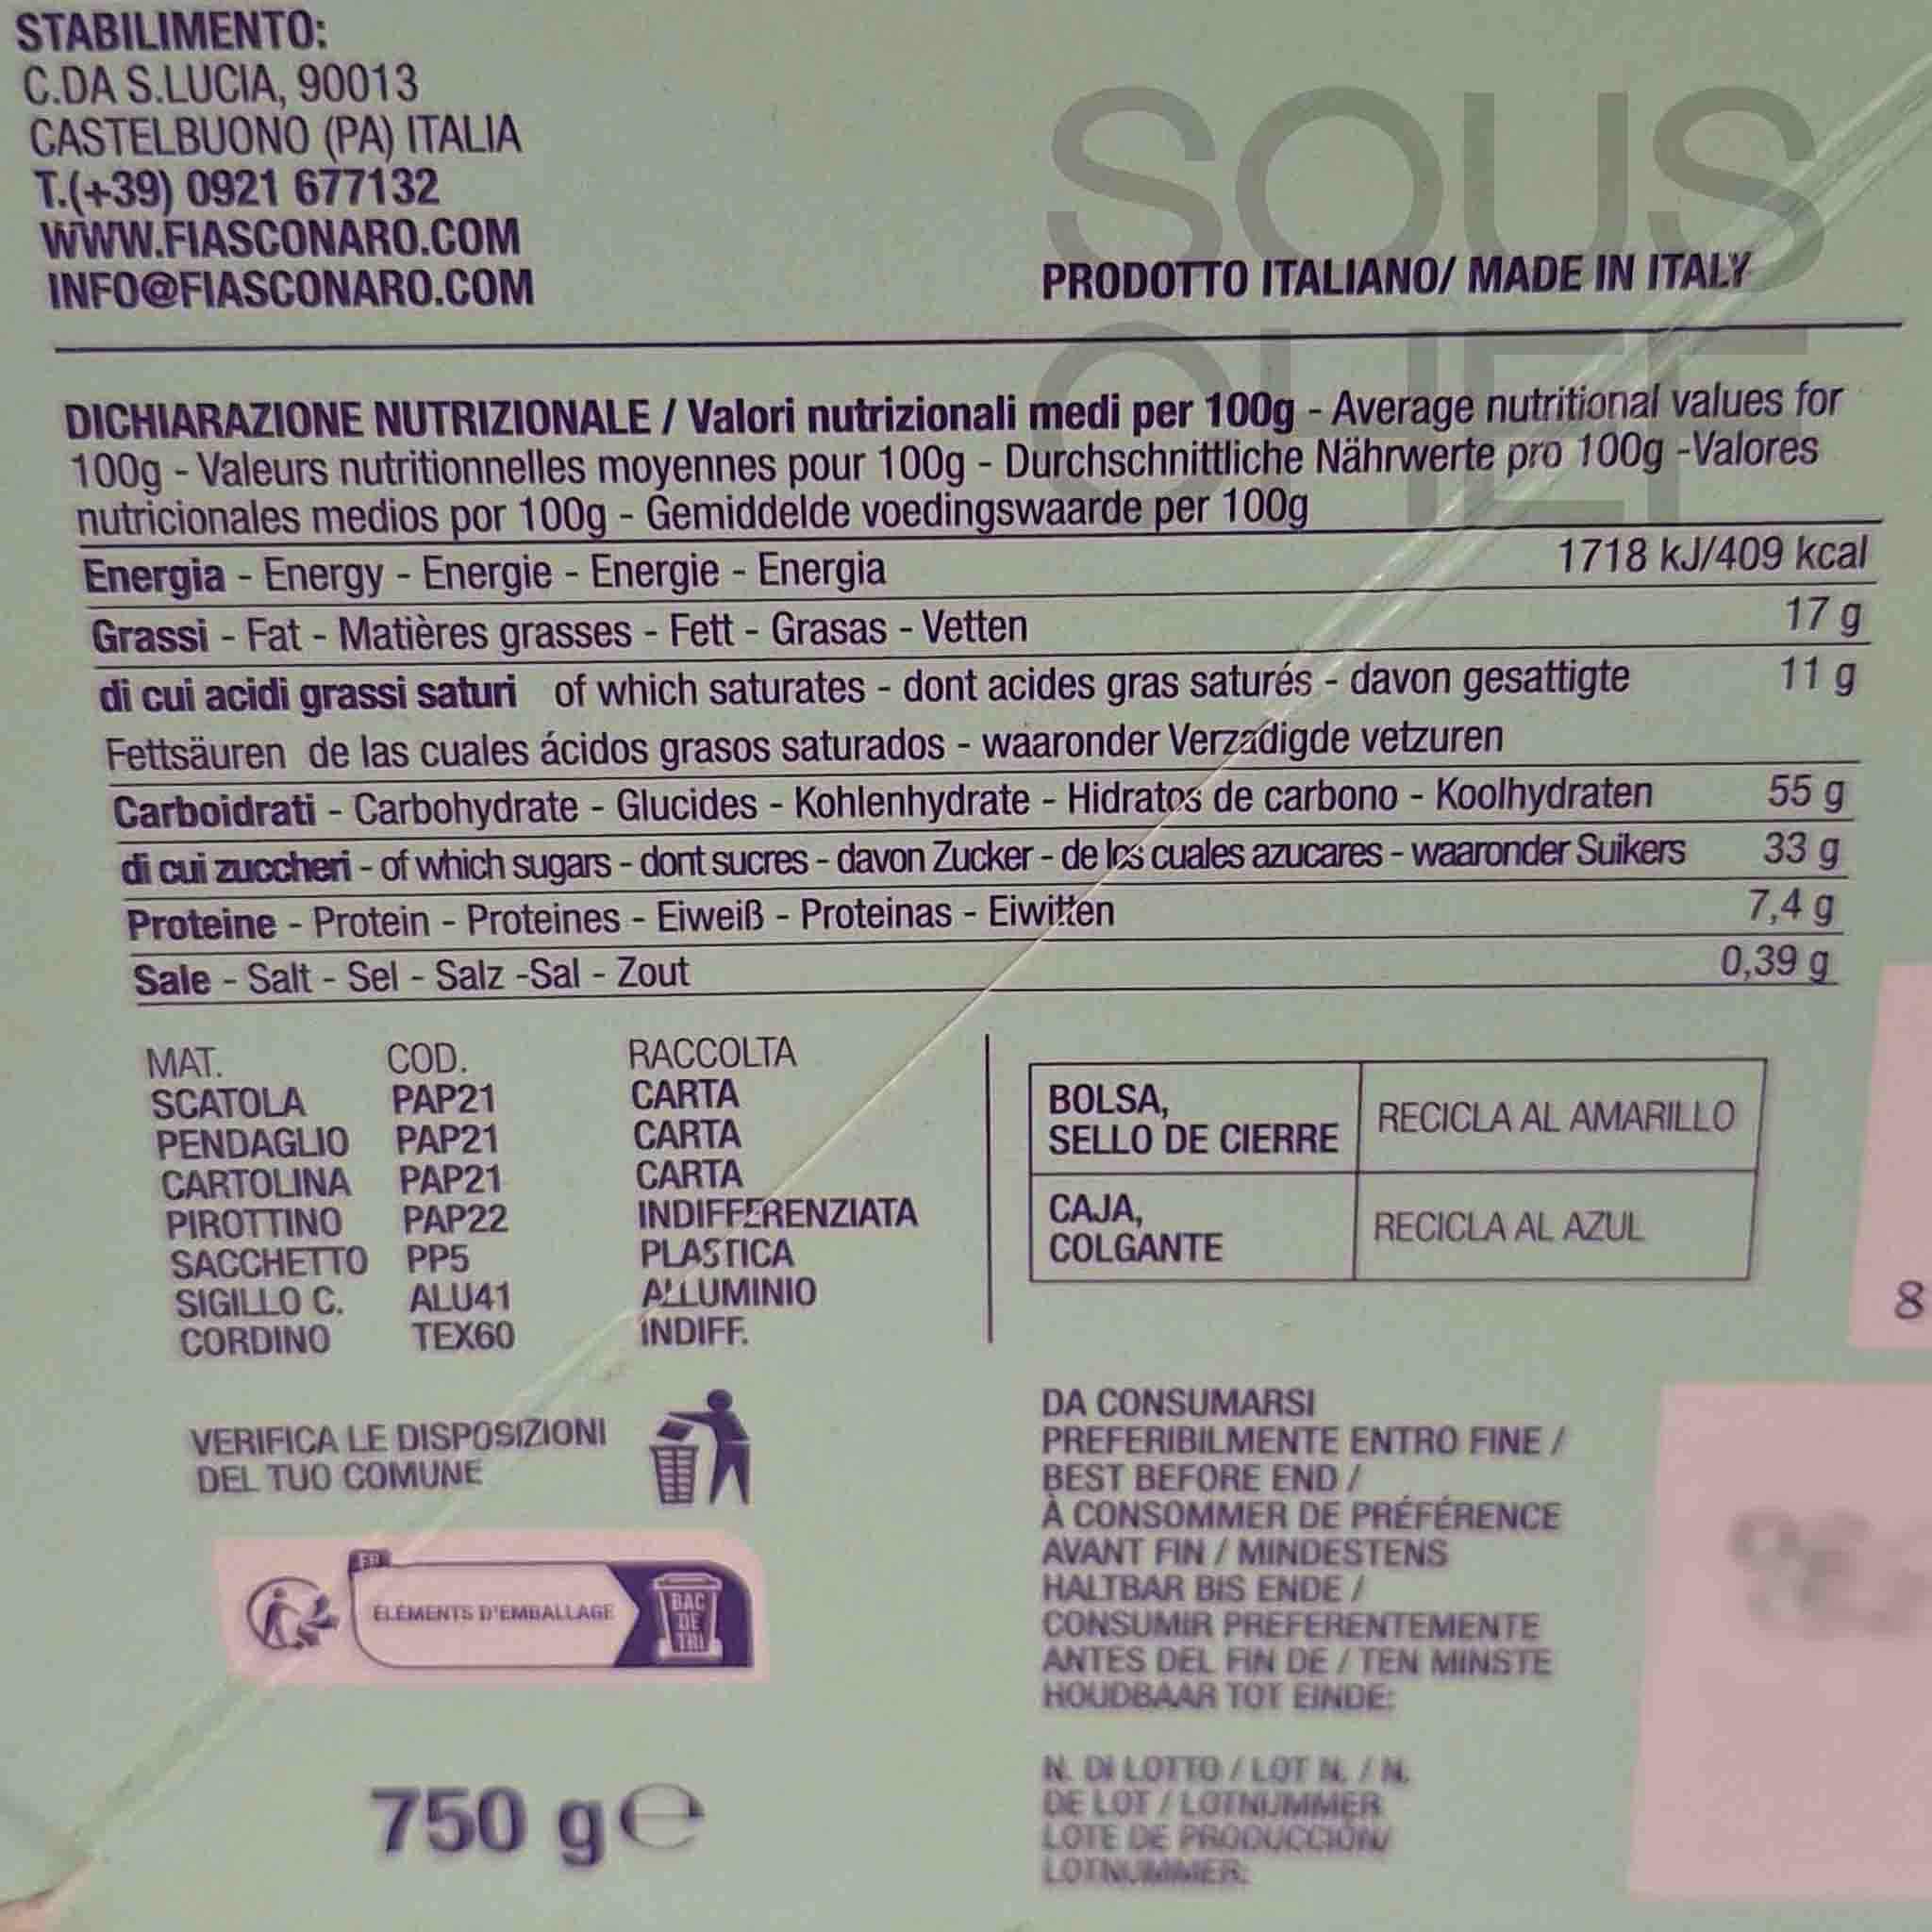 STABILIMENTO:
C.DA S.LUCIA, 90013
CASTELBUONO (PA) ITALIA
T.(+39) 0921 677132
WWW.FIASCONARO.COM
INFO@FIASCONARO.COM
SOUS
CHEF
PRODOTTO ITALIANO/ MADE IN ITALY
DICHIARAZIONE NUTRIZIONALE / Valori nutrizionali medi per 100g - Average nutritional values for
100g - Valeurs nutritionnelles moyennes pour 100g - Durchschnittliche Nährwerte pro 100g -Valores
nutricionales medios por 100g - Gemiddelde voedingswaarde per 100g
Energia - Energy - Energie - Energie - Energia 1718 kJ/409 kcal
Grassi - Fat - Matières grasses - Fett - Grasas - Vetten 17 g
di cui acidi grassi saturi of which saturates - dont acides gras saturés - davon gesattigte 11 g
Fettsäuren de las cuales ácidos grasos saturados - waaronder Verzadigde vetzuren
Carboidrati - Carbohydrate - Glucides - Kohlenhydrate - Hidratos de carbono - Koolhydraten 55 g
di cui zuccheri - of which sugars - dont sucres - davon Zucker - de los cuales azucares - waaronder Suikers 33 g
Proteine - Protein - Proteines - Eiweiß - Proteinas - Eiwitten 7,4 g
Sale - Salt - Sel - Salz -Sal - Zout 0,39 g
MAT. COD. RACCOLTA
SCATOLA PAP21 CARTA
PENDAGLIO PAP21 CARTA
CARTOLINA PAP21 CARTA
PIROTTINO PAP22 INDIFFERENZIATA
SACCHETTO PP5 PLASTICA
SIGILLO C. ALU41 ALLUMINIO
CORDINO TEX60 INDIFF.
BOLSA,
SELLO DE CIERRE
RECICLA AL AMARILLO
CAJA,
COLGANTE
RECICLA AL AZUL
8
VERIFICA LE DISPOSIZIONI
DEL TUO COMUNE
FR
ÉLÉMENTS D'EMBALLAGE
BAC
DE
TRI
750 g e
DA CONSUMARSI
PREFERIBILMENTE ENTRO FINE /
BEST BEFORE END /
À CONSOMMER DE PRÉFÉRENCE
AVANT FIN / MINDESTENS
HALTBAR BIS ENDE /
CONSUMIR PREFERENTEMENTE
ANTES DEL FIN DE / TEN MINSTE
HOUDBAAR TOT EINDE:
N. DI LOTTO / LOT N. / N.
DE LOT / LOTNUMMER
LOTE DE PRODUCCIÓN/
LOTNUMMER: